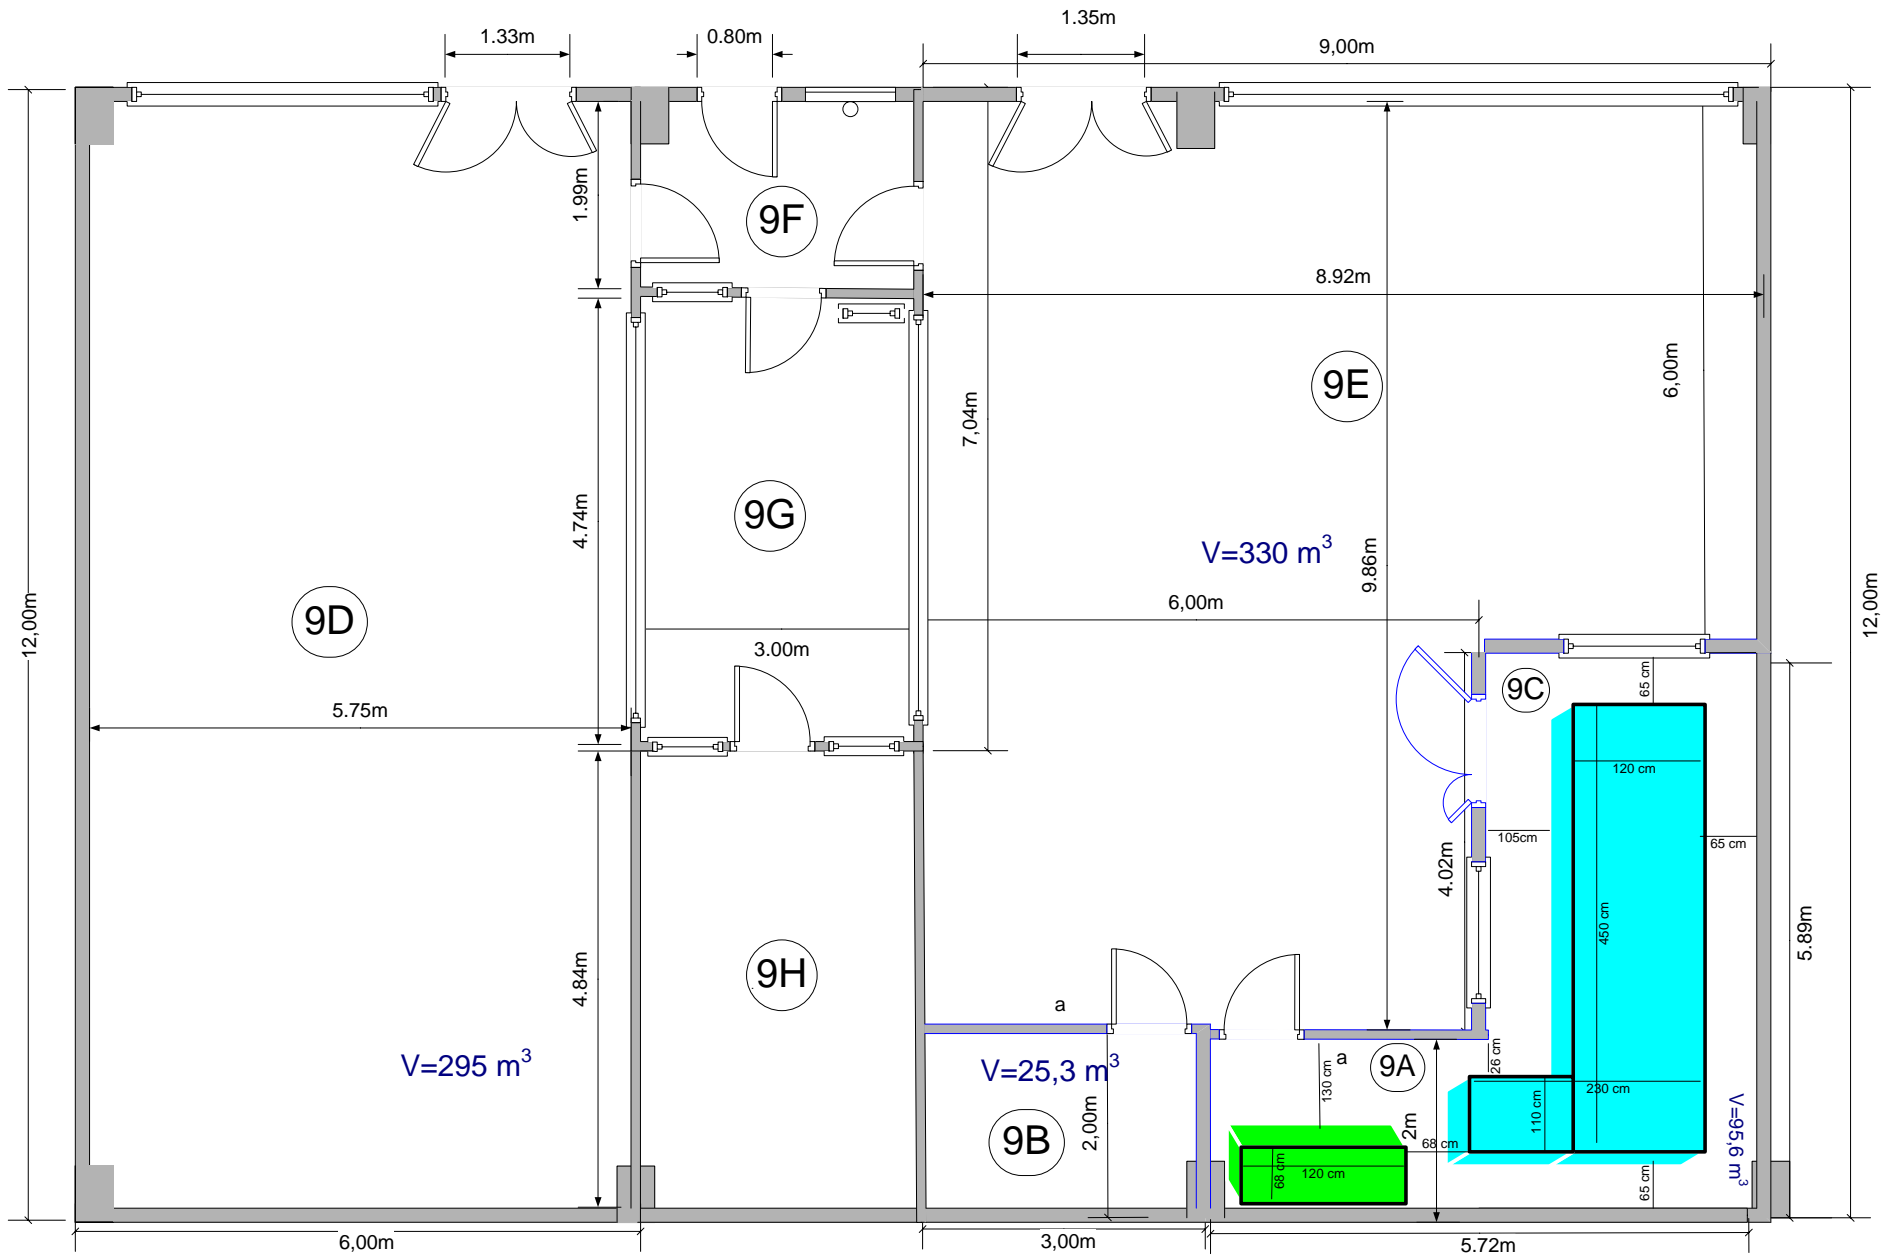 1.35m
1.33m
0.80m
9,00m
1.99m
9F
8.92m
9E
6,00m
7,04m
4.74m
9G
V=330 m³
9.86m
12,00m
12,00m
6,00m
9D
3.00m
9C
65 cm
5.75m
120 cm
105cm
65 cm
4.02m
450 cm
5.89m
4.84m
9H
a
V=295 m³
V=25,3 m³
a
9A
26 cm
130 cm
230 cm
110 cm
2,00m
9B
2m
68 cm
V=95,6 m³
68 cm
120 cm
65 cm
6,00m
3,00m
5.72m